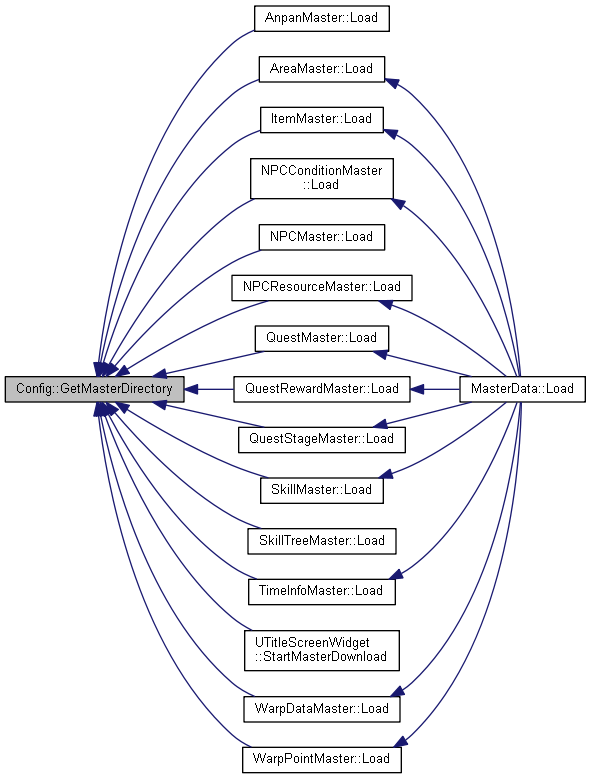 AnpanMaster::Load
AreaMaster::Load
ItemMaster::Load
NPCConditionMaster
::Load
NPCMaster::Load
NPCResourceMaster::Load
QuestMaster::Load
Config::GetMasterDirectory
QuestRewardMaster::Load
MasterData::Load
QuestStageMaster::Load
SkillMaster::Load
SkillTreeMaster::Load
TimeInfoMaster::Load
UTitleScreenWidget
::StartMasterDownload
WarpDataMaster::Load
WarpPointMaster::Load